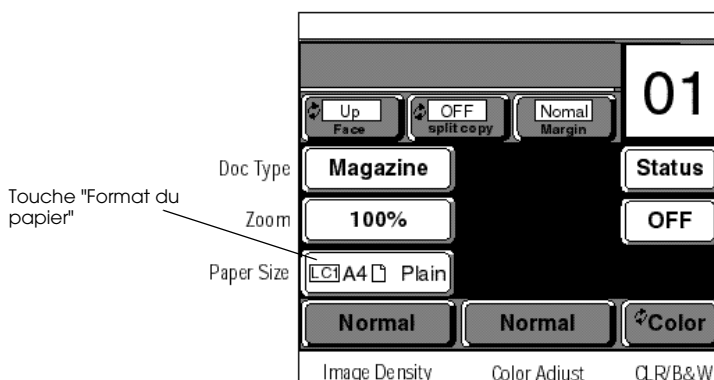 01
Up
OFF
Nomal
Face
split copy
Margin
Doc Type
Magazine
Status
Touche "Format du
papier"
Zoom
100%
OFF
Paper Size
LC1 A4 Plain
Normal
Normal
Color
Image Density
Color Adjust
CLR/B&W